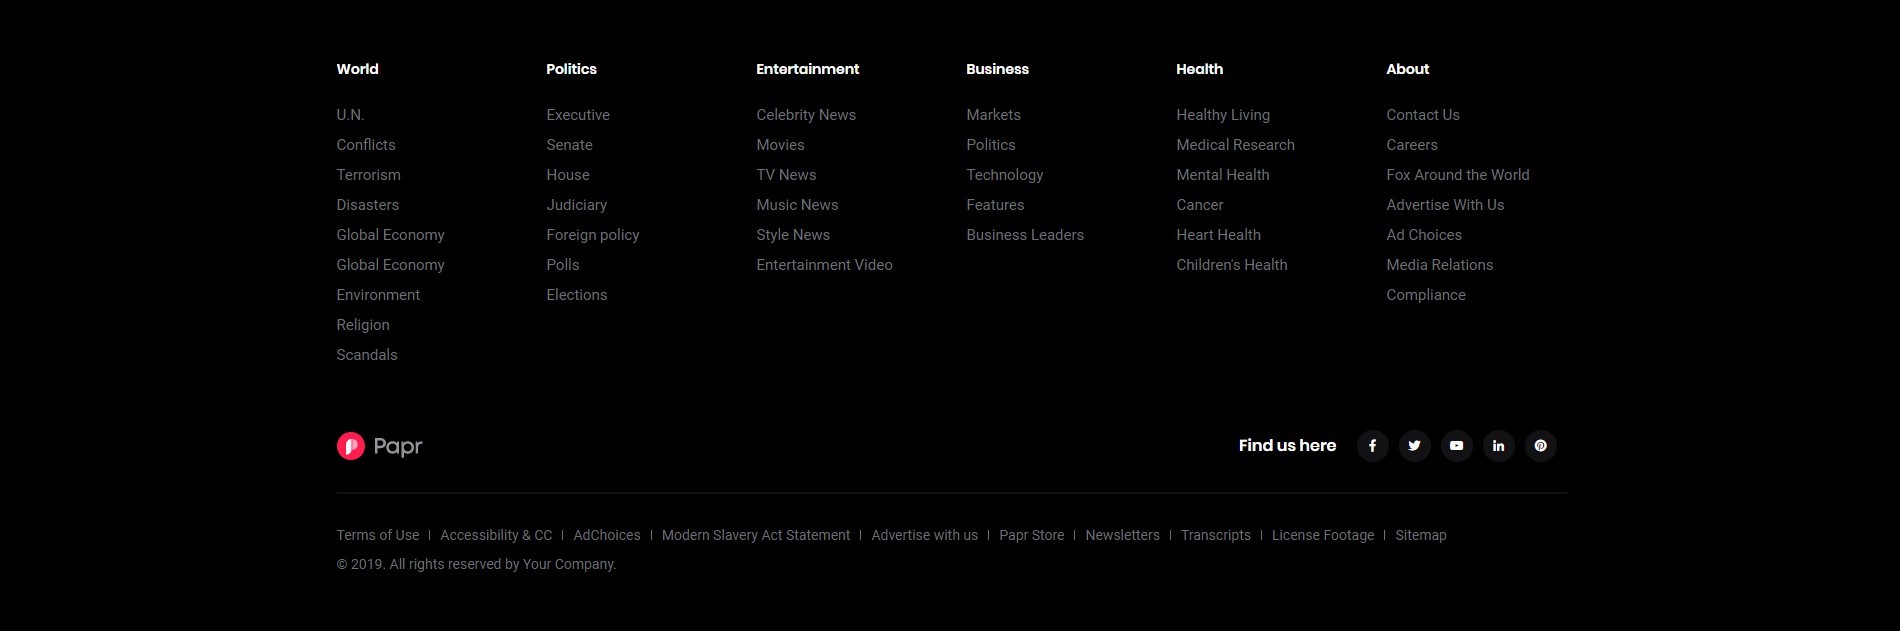 World
U.N.
Conflicts
Terrorism
Disasters
Global Economy
Global Economy
Environment
Religion
Scandals
Politics
Executive
Senate
House
Judiciary
Foreign policy
Polls
Elections
Entertainment
Celebrity News
Movies
TV News
Music News
Style News
Entertainment Video
Business
Markets
Politics
Technology
Features
Business Leaders
Health
Healthy Living
Medical Research
Mental Health
Cancer
Heart Health
Children's Health
About
Contact Us
Careers
Fox Around the World
Advertise With Us
Ad Choices
Media Relations
Compliance
Papr
Find us here
Terms of Use | Accessibility & CC | AdChoices | Modern Slavery Act Statement | Advertise with us | Papr Store | Newsletters | Transcripts | License Footage | Sitemap
© 2019. All rights reserved by Your Company.